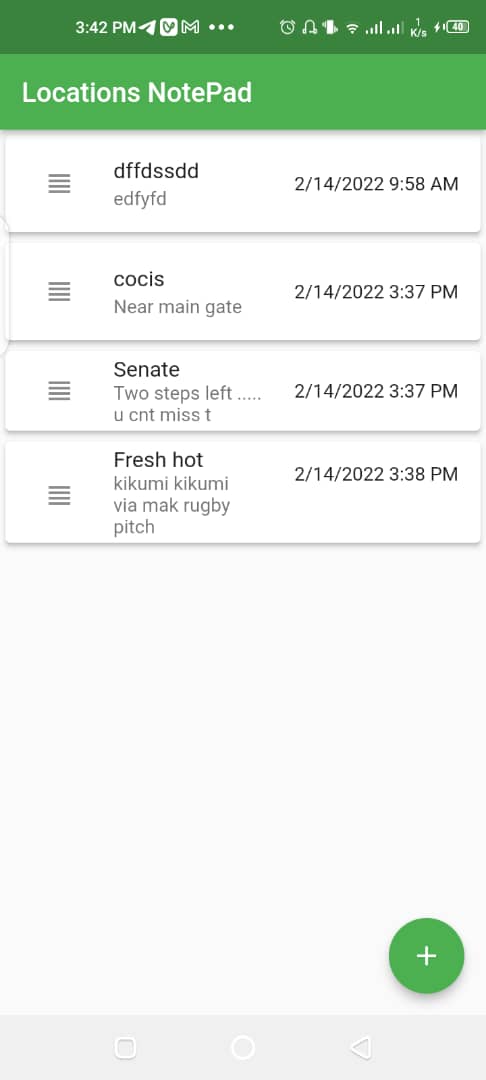 3:42 PM
1
K/s
40
Locations NotePad
dffdssdd
edfyfd
2/14/2022 9:58 AM
cocis
Near main gate
2/14/2022 3:37 PM
Senate
Two steps left .....
u cnt miss t
2/14/2022 3:37 PM
Fresh hot
kikumi kikumi
via mak rugby
pitch
2/14/2022 3:38 PM